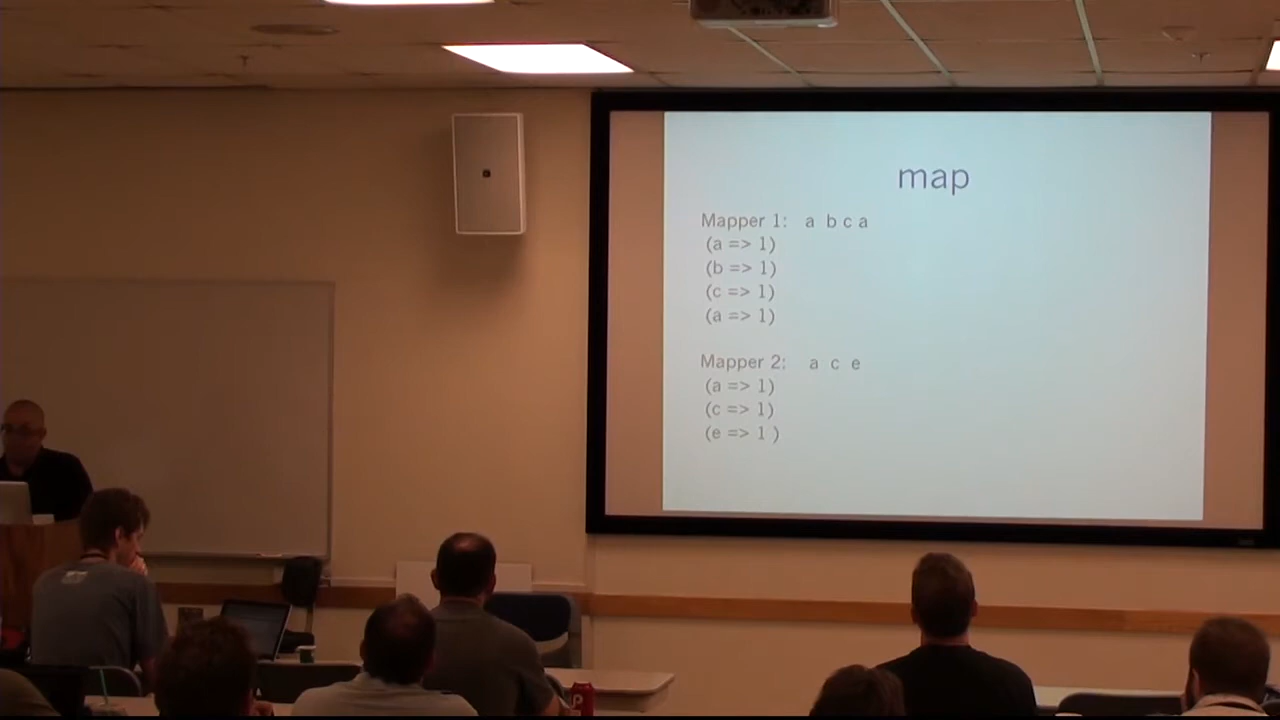 map
Mapper 1: a b c a
(a => 1)
(b => 1)
(c => 1)
(a => 1)
Mapper 2: a c e
(a => 1)
(c => 1)
(e => 1 )